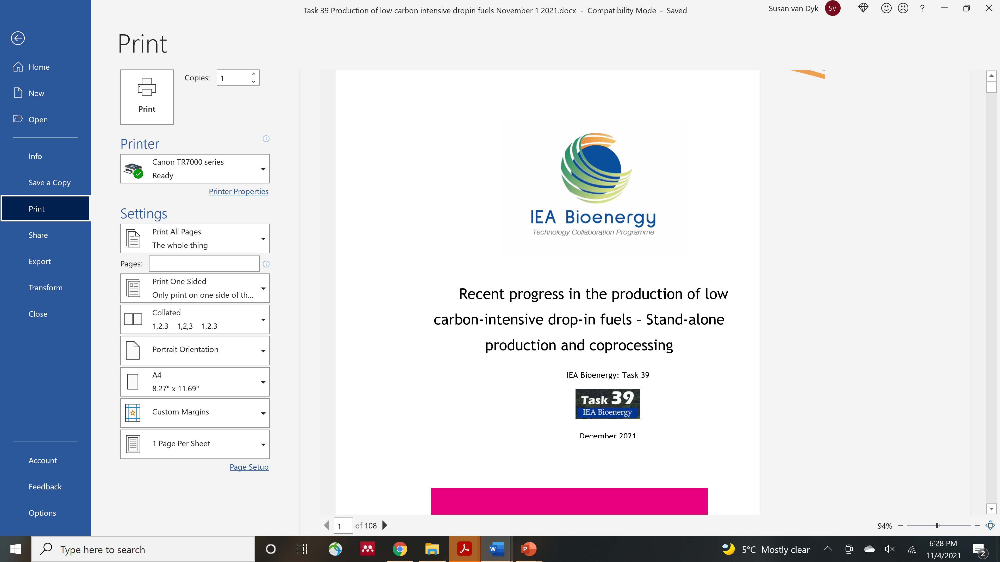 Task 39 Production of low carbon intensive dropin fuels November 1 2021.docx - Compatibility Mode - Saved
Susan van Dyk
SV
?
Print
Home
New
Open
Info
Save a Copy
Print
Share
Export
Transform
Close
Account
Feedback
Options
Print
Copies: 1
Printer
Canon TR7000 series
Ready
Printer Properties
Settings
Print All Pages
The whole thing
Pages:
Print One Sided
Only print on one side of th...
Collated
1,2,3 1,2,3 1,2,3
Portrait Orientation
A4
8.27" x 11.69"
Custom Margins
1 Page Per Sheet
Page Setup
IEA Bioenergy
Technology Collaboration Programme
Recent progress in the production of low
carbon-intensive drop-in fuels – Stand-alone
production and coprocessing
IEA Bioenergy: Task 39
Task 39
IEA Bioenergy
December 2021
1 of 108
94%
Type here to search
W
P
5°C Mostly clear
6:28 PM
11/4/2021
2